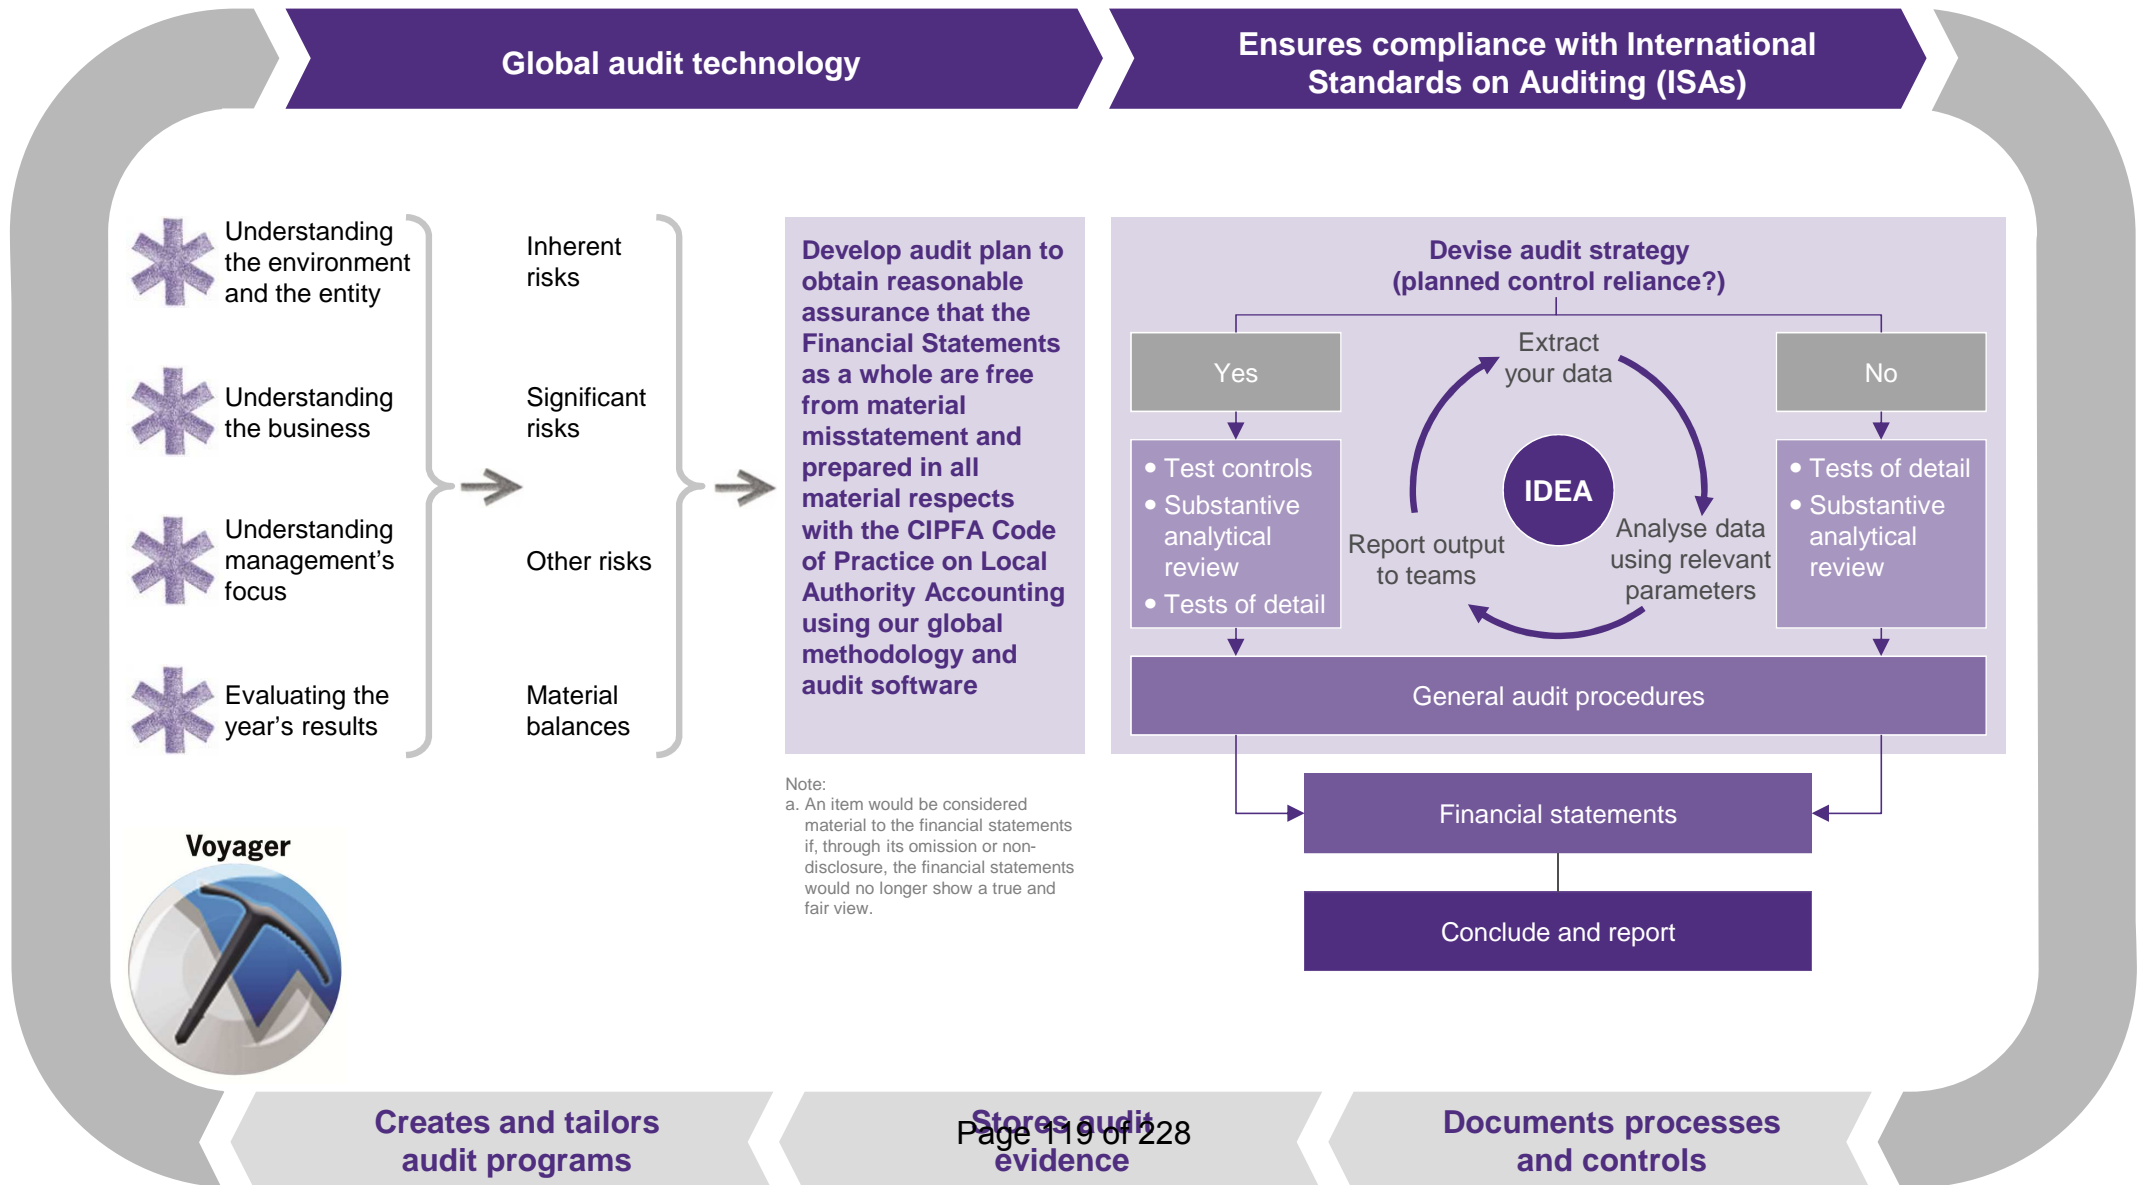 Global audit technology
Ensures compliance with International
Standards on Auditing (ISAs)
Understanding
the environment
and the entity
Understanding
the business
Understanding
management’s
focus
Evaluating the
year’s results
Inherent
risks
Significant
risks
Other risks
Material
balances
Develop audit plan to
obtain reasonable
assurance that the
Financial Statements
as a whole are free
from material
misstatement and
prepared in all
material respects
with the CIPFA Code
of Practice on Local
Authority Accounting
using our global
methodology and
audit software
Note:
a. An item would be considered
material to the financial statements
if, through its omission or non-
disclosure, the financial statements
would no longer show a true and
fair view.
Devise audit strategy
(planned control reliance?)
Yes
• Test controls
• Substantive
analytical
review
• Tests of detail
Extract
your data
IDEA
Analyse data
using relevant
parameters
Report output
to teams
No
• Tests of detail
• Substantive
analytical
review
General audit procedures
Financial statements
Conclude and report
Voyager
Creates and tailors
audit programs
Stores audit
evidence
Page 119 of 228
Documents processes
and controls